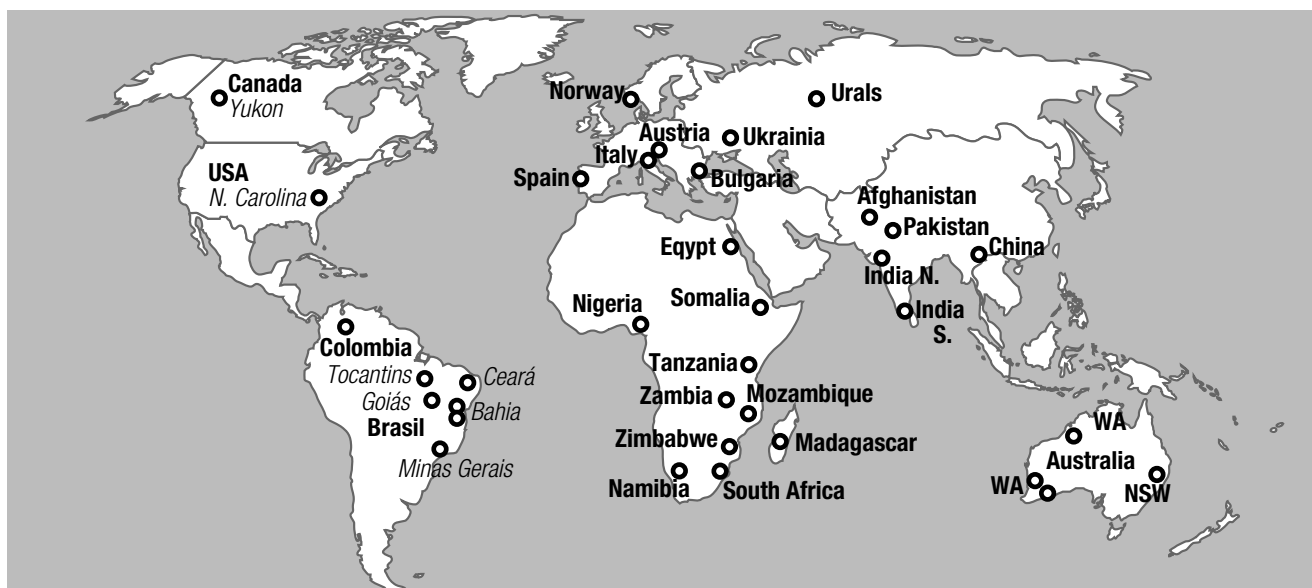 Canada
Yukon
USA
N. Carolina
Colombia
Tocantins
Goiás
Brasil
Minas Gerais
Ceará
Bahia
Norway
Austria
Italy
Spain
Urals
Ukrainia
Bulgaria
Eqypt
Nigeria
Somalia
Tanzania
Zambia
Mozambique
Zimbabwe
Madagascar
Namibia
South Africa
Afghanistan
Pakistan
China
India N.
India
S.
WA
Australia
WA
NSW